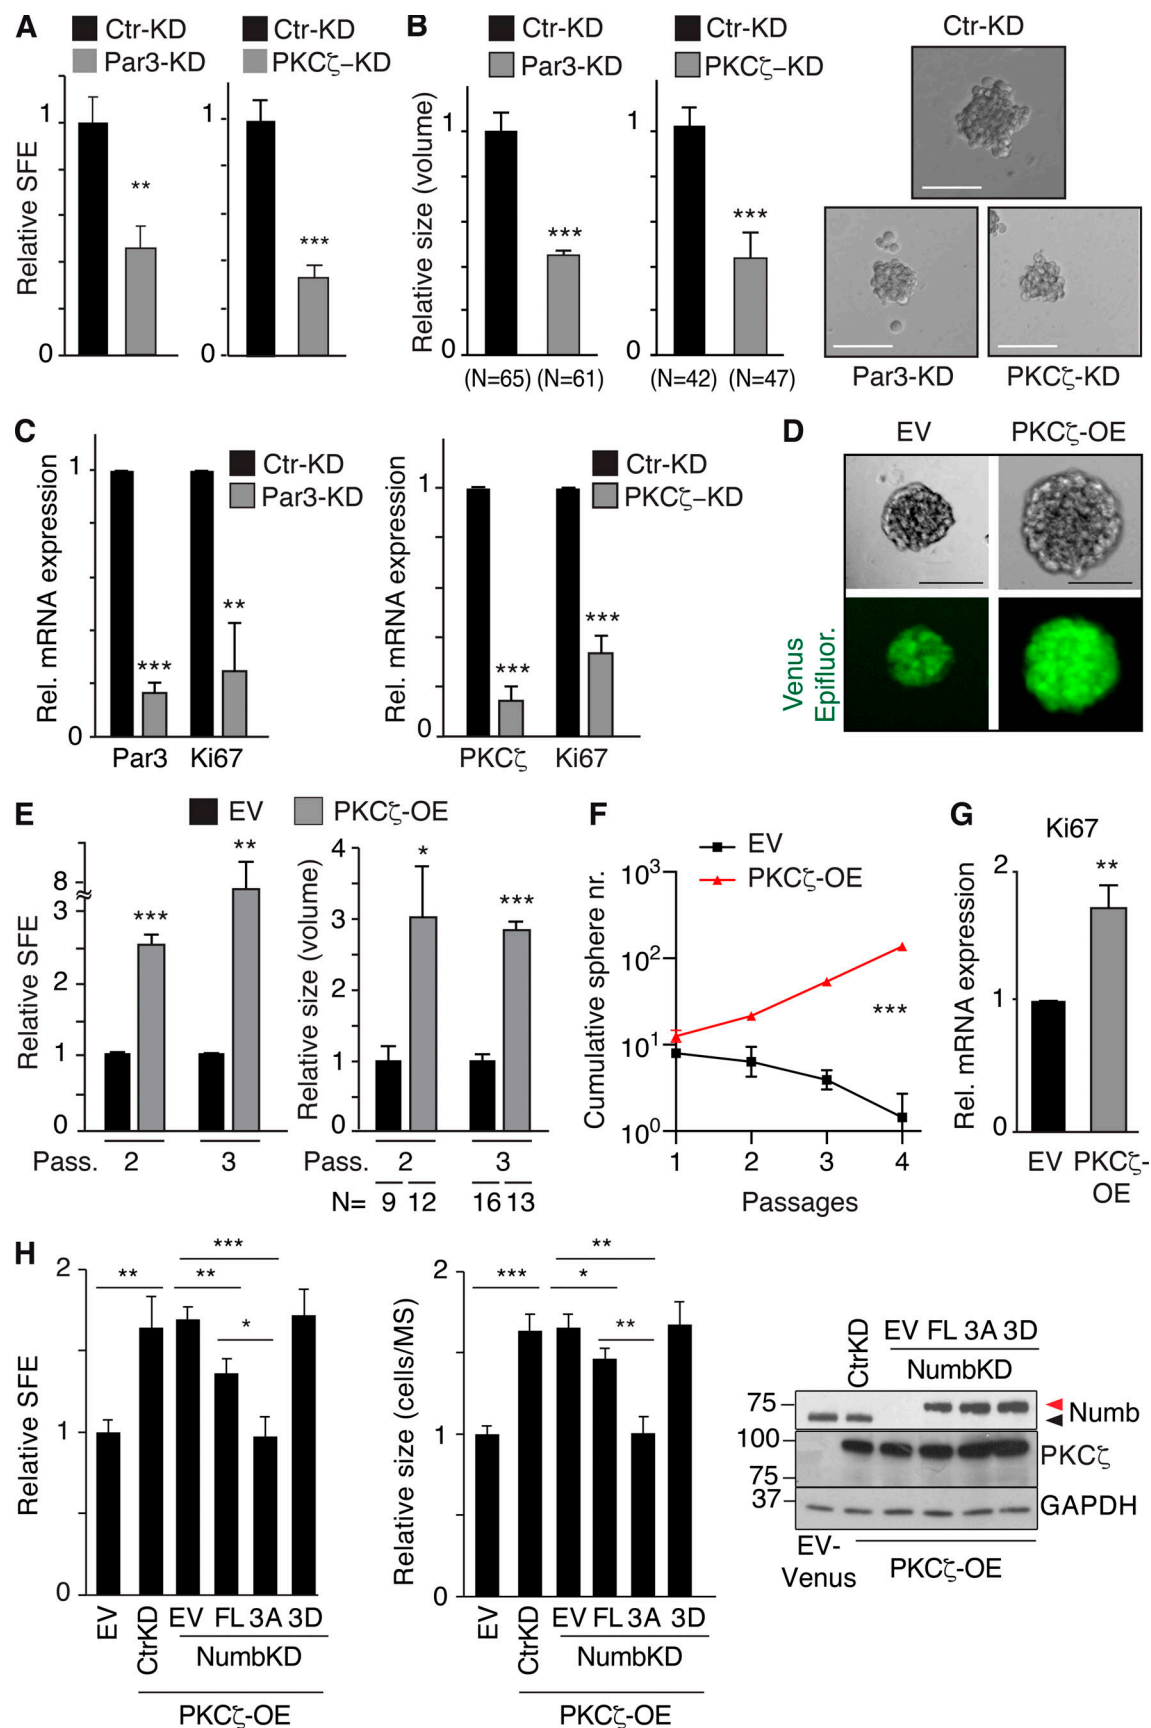 A
Ctr-KD
Par3-KD
Ctr-KD
PKCζ–KD
Relative SFE
1
0
**
1
0
***
B
Ctr-KD
Par3-KD
Ctr-KD
PKCζ–KD
Relative size (volume)
1
0
***
(N=65) (N=61)
1
0
***
(N=42) (N=47)
Ctr-KD
Par3-KD
PKCζ-KD
C
Rel. mRNA expression
1
0
Ctr-KD
Par3-KD
***
**
Par3 Ki67
Rel. mRNA expression
1
0
Ctr-KD
PKCζ–KD
***
***
PKCζ Ki67
D
EV PKCζ-OE
Venus
Epifluor.
E
EV PKCζ-OE
Relative SFE
8
3
2
1
0
***
**
Pass. 2 3
Relative size (volume)
4
3
2
1
0
*
***
Pass. 2 3
N= 9 12 16 13
F
EV
PKCζ-OE
Cumulative sphere nr.
10³
10²
10¹
10⁰
***
1 2 3 4
Passages
G
Ki67
Rel. mRNA expression
2
1
0
**
EV PKCζ-
OE
H
Relative SFE
2
1
0
***
** **
*
EV CtrKD EV FL 3A 3D
NumbKD
PKCζ-OE
Relative size (cells/MS)
2
1
0
**
*** *
**
EV CtrKD EV FL 3A 3D
NumbKD
PKCζ-OE
CtrKD EV FL 3A 3D
NumbKD
75
Numb
100
PKCζ
75
37
GAPDH
EV-
Venus
PKCζ-OE